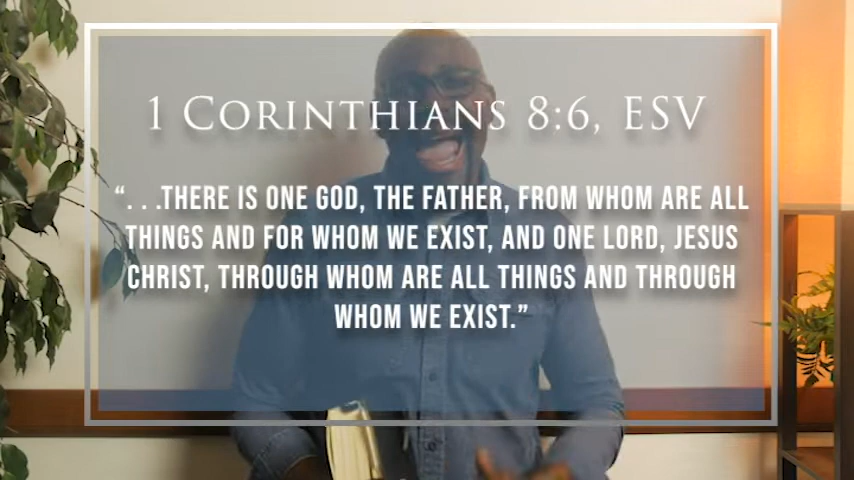 1 Corinthians 8:6, ESV
“. . .THERE IS ONE GOD, THE FATHER, FROM WHOM ARE ALL
THINGS AND FOR WHOM WE EXIST, AND ONE LORD, JESUS
CHRIST, THROUGH WHOM ARE ALL THINGS AND THROUGH
WHOM WE EXIST.”